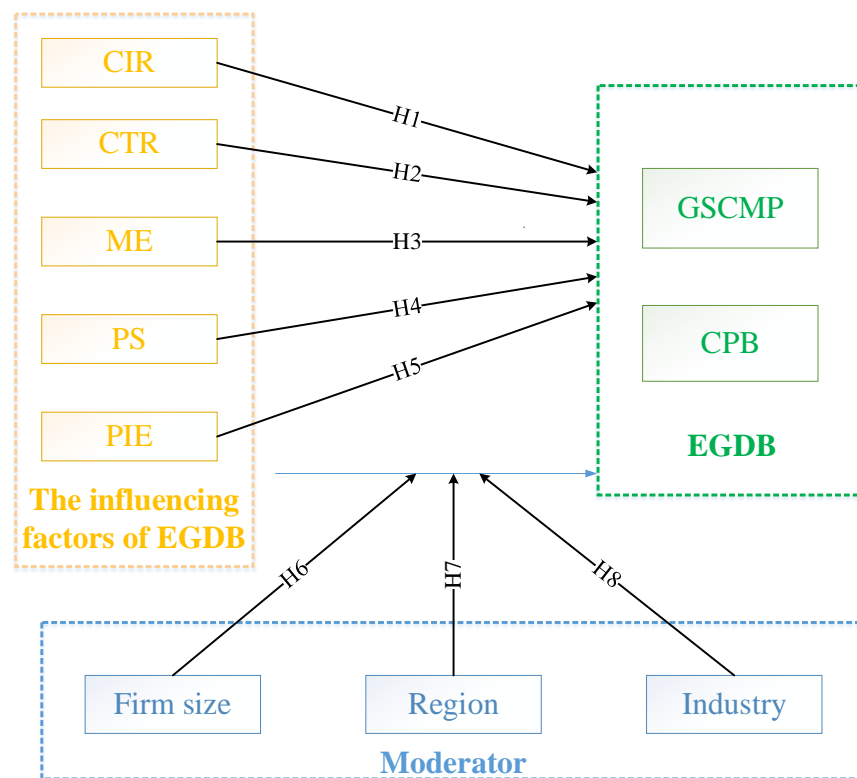 CIR
CTR
ME
PS
PIE
The influencing
factors of EGDB
H1
H2
H3
H4
H5
GSCMP
CPB
EGDB
H6
H7
H8
Firm size
Region
Industry
Moderator